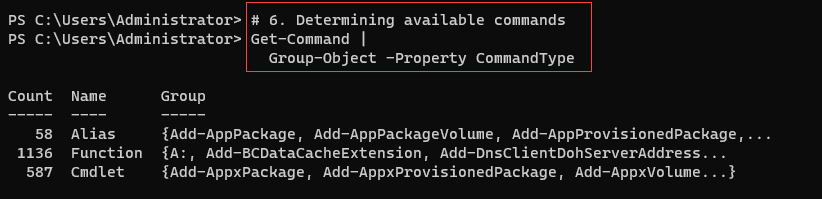 PS C:\Users\Administrator> # 6. Determining available commands
PS C:\Users\Administrator> Get-Command |
  Group-Object -Property CommandType
Count  Name      Group
-----  ----      -----
   58  Alias     {Add-AppPackage, Add-AppPackageVolume, Add-AppProvisionedPackage,...
 1136  Function  {A:, Add-BCDataCacheExtension, Add-DnsClientDohServerAddress...
  587  Cmdlet    {Add-AppxPackage, Add-AppxProvisionedPackage, Add-AppxVolume...}